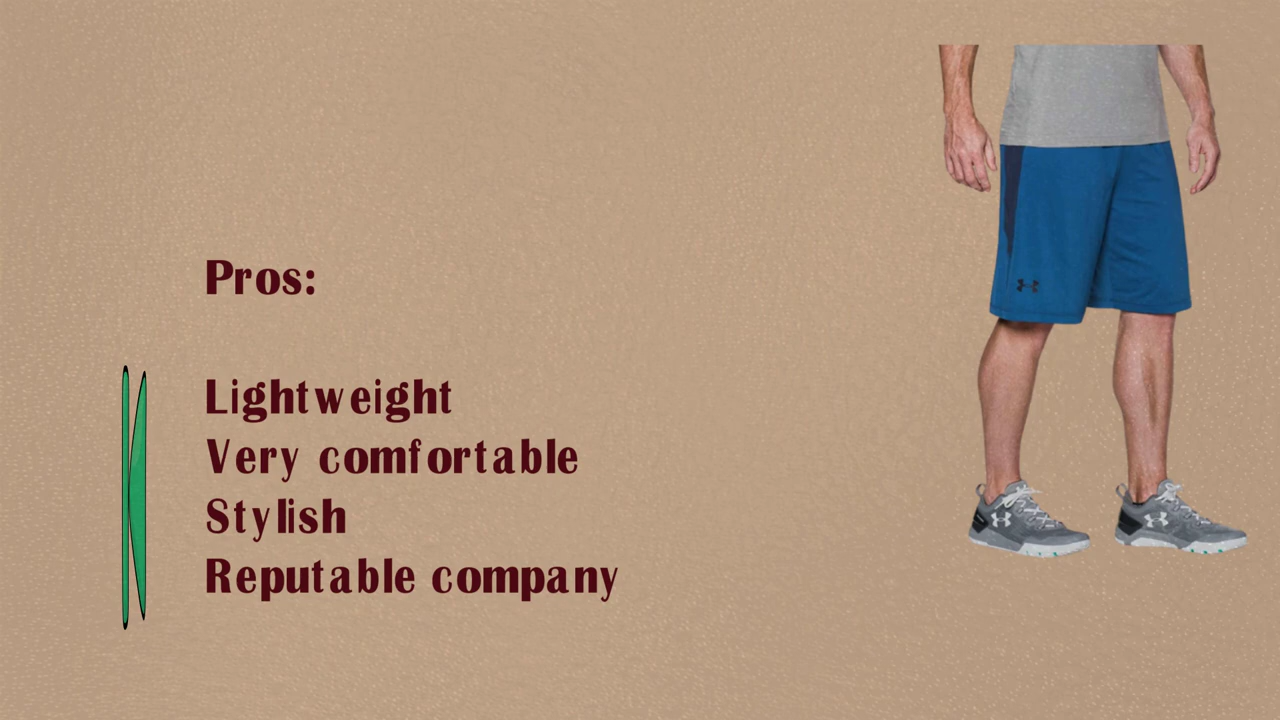 Pros:
Lightweight
Very comfortable
Stylish
Reputable company